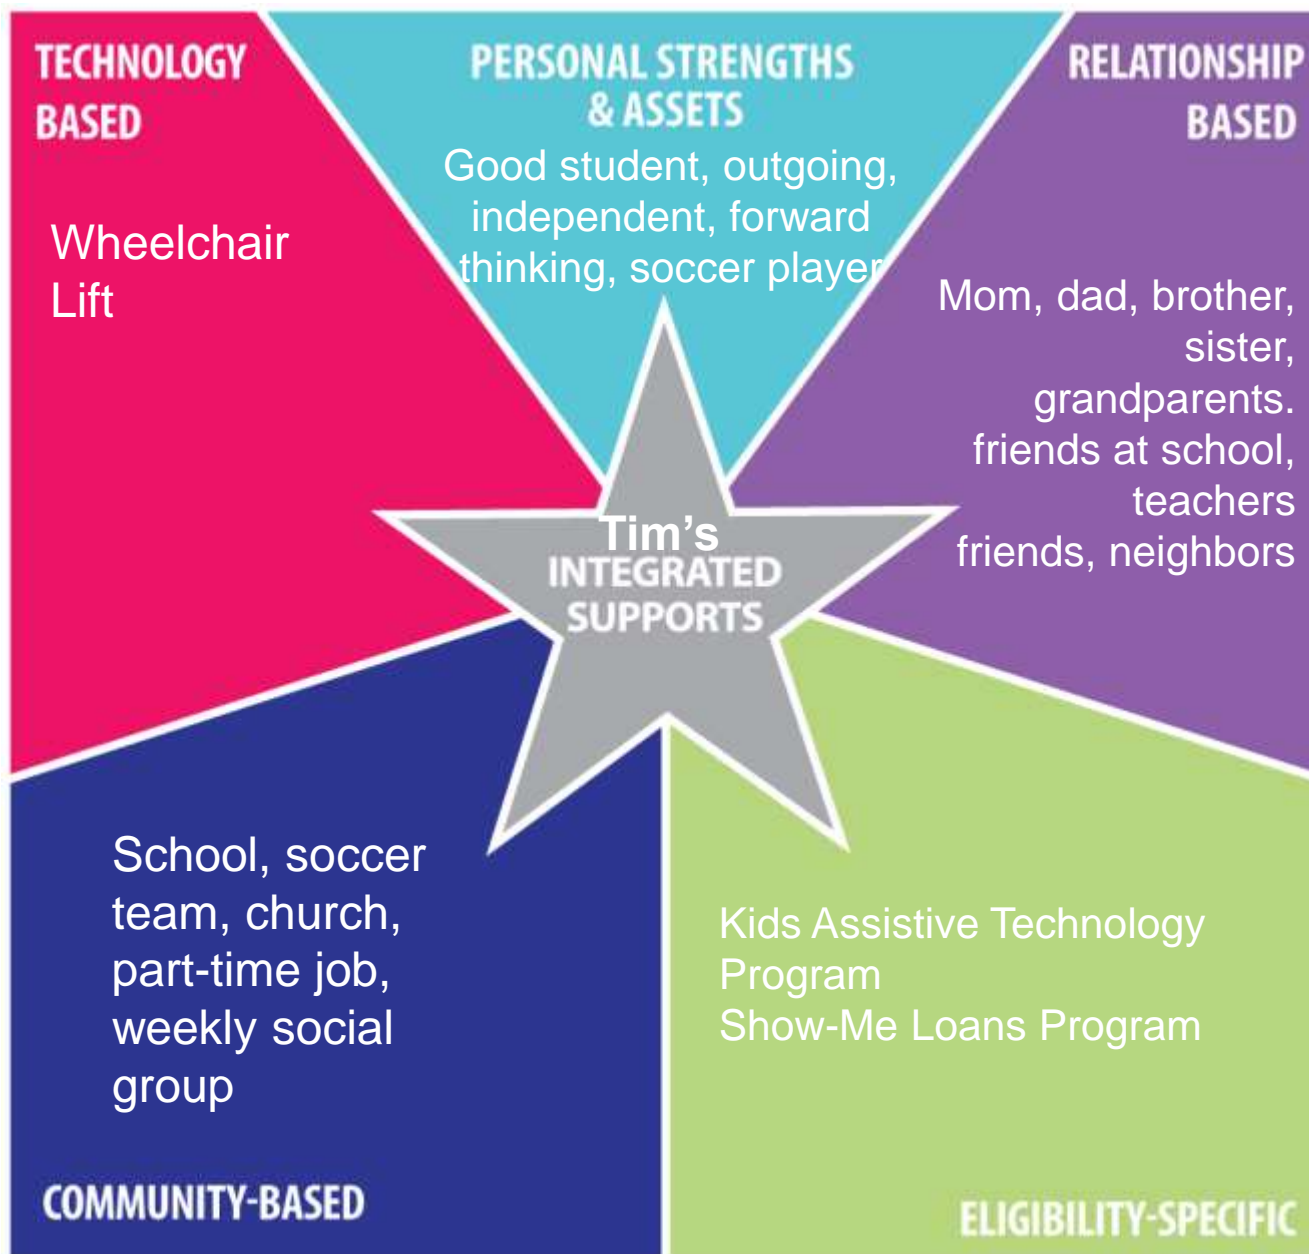 TECHNOLOGY
BASED
Wheelchair
Lift
PERSONAL STRENGTHS
& ASSETS
Good student, outgoing,
independent, forward
thinking, soccer player
RELATIONSHIP
BASED
Mom, dad, brother,
sister,
grandparents.
friends at school,
teachers
friends, neighbors
Tim’s
INTEGRATED
SUPPORTS
School, soccer
team, church,
part-time job,
weekly social
group
COMMUNITY-BASED
Kids Assistive Technology
Program
Show-Me Loans Program
ELIGIBILITY-SPECIFIC